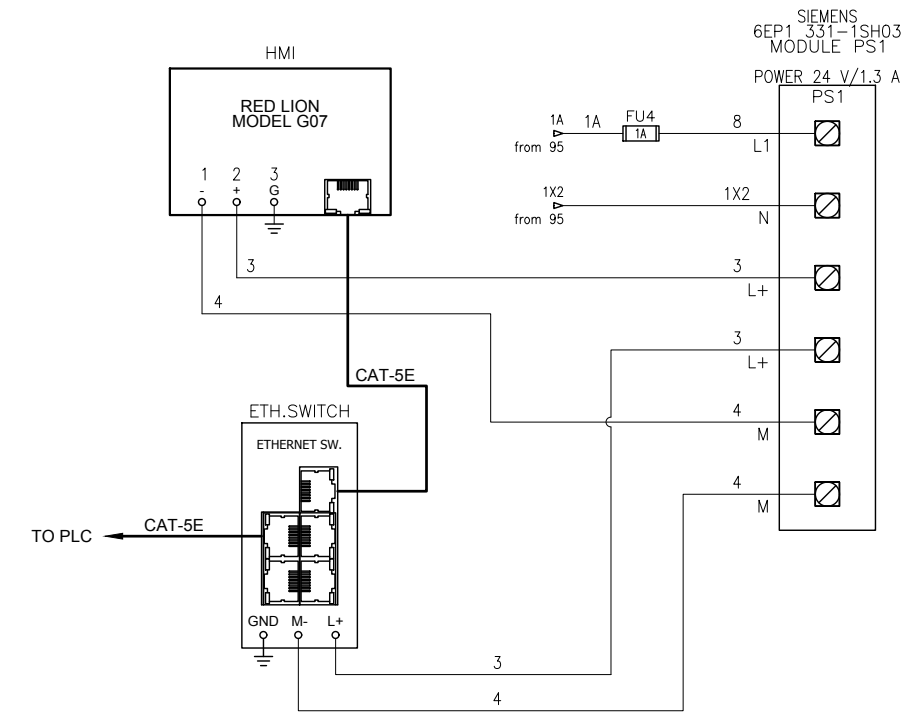 SIEMENS
6EP1 331-1SH03
MODULE PS1
POWER 24 V/1.3 A
PS1
HMI
RED LION
MODEL G07
1 2 3
- + G
1A 1A FU4 8
from 95 1A L1
1X2 1X2
from 95 N
3 3
L+
4
3
L+
CAT-5E
4
M
ETH.SWITCH
ETHERNET SW.
4
M
TO PLC CAT-5E
GND M- L+
3
4